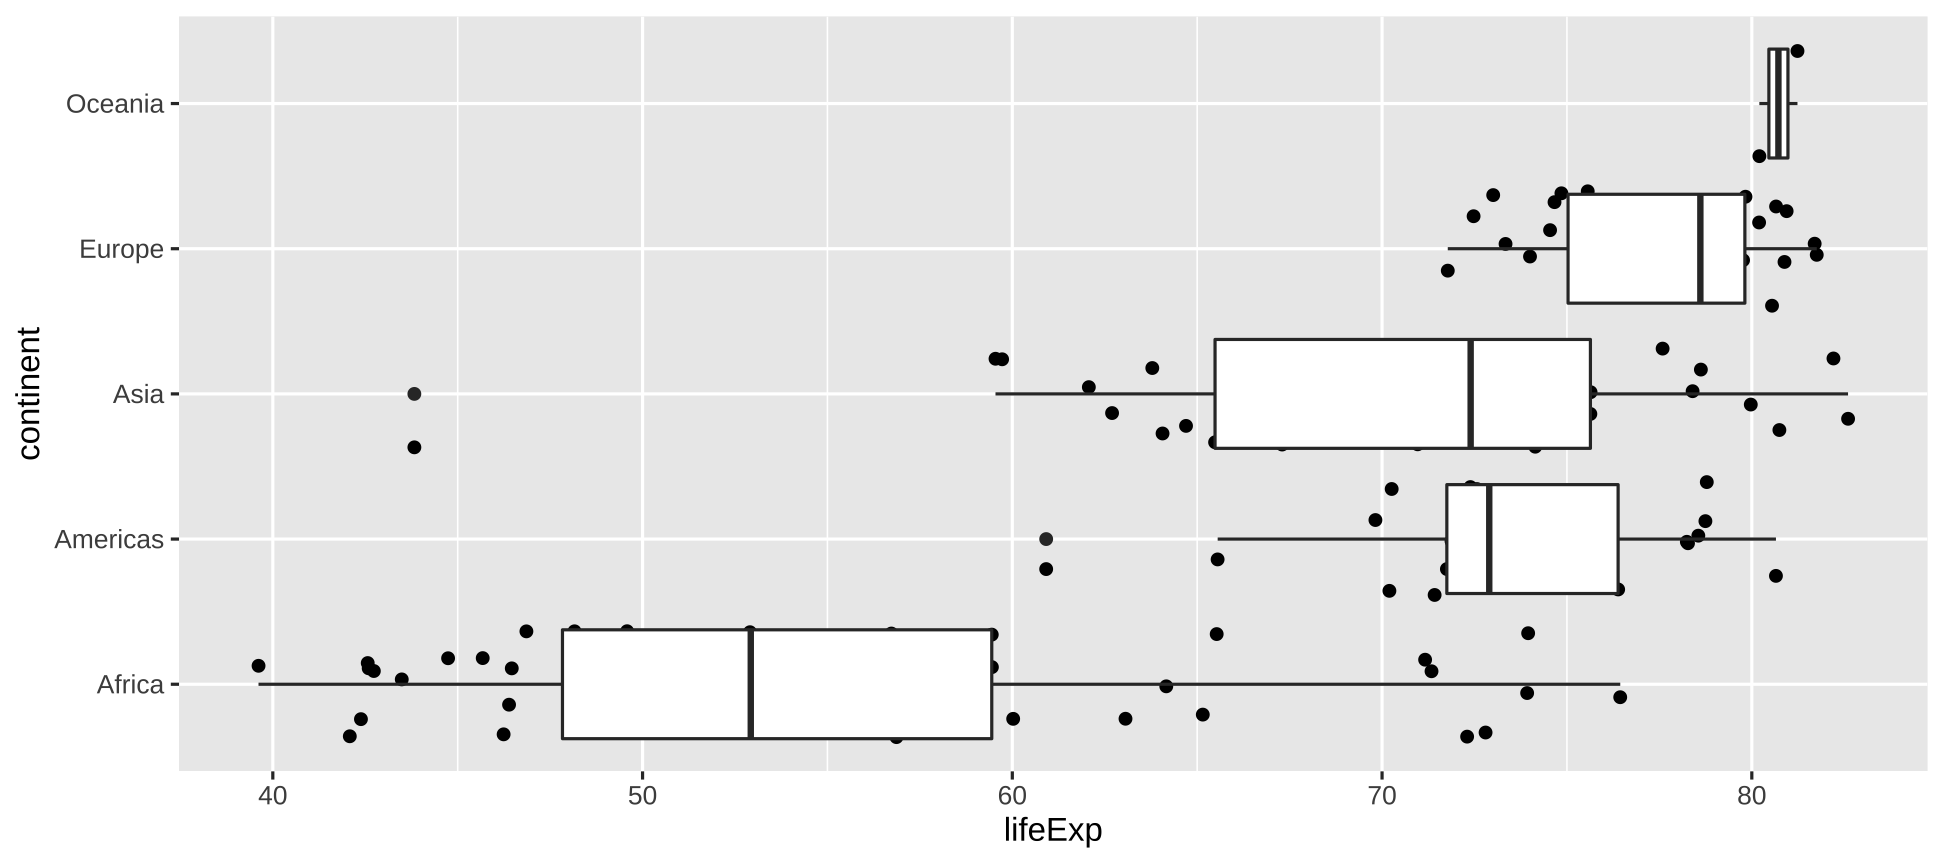 continent
Oceania
Europe
Asia
Americas
Africa
40 50 60 70 80
lifeExp